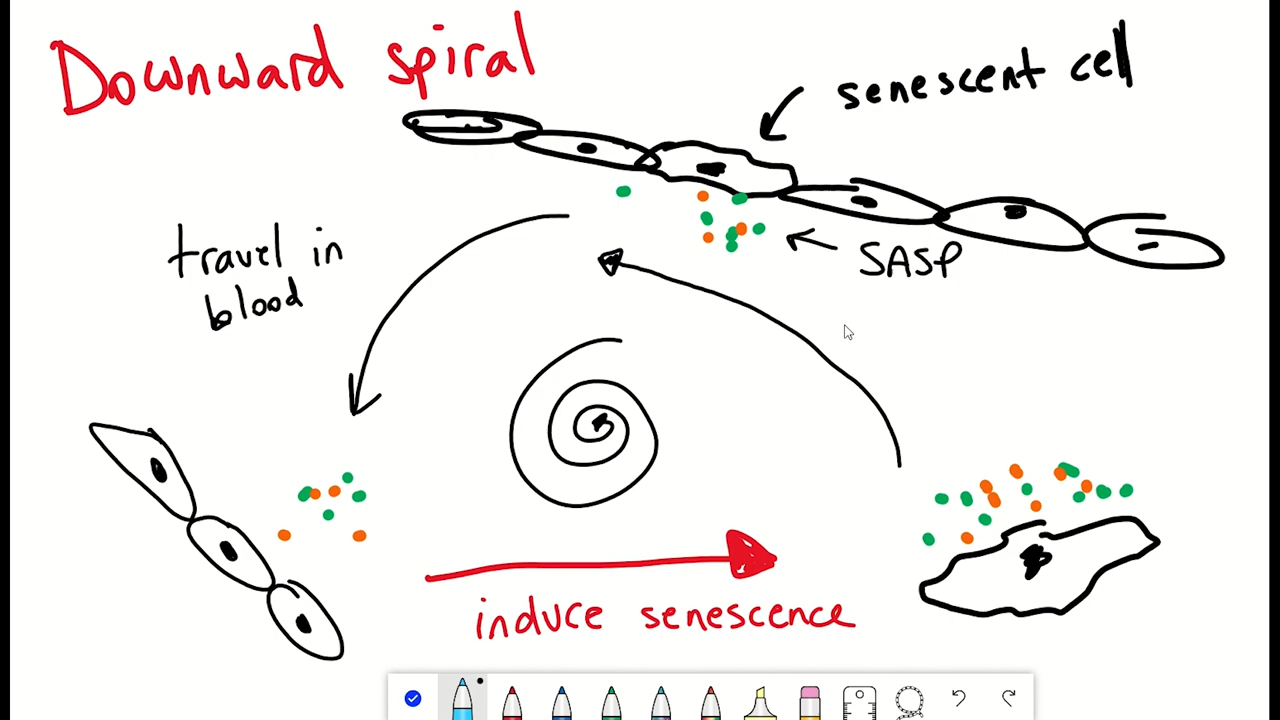 Downward spiral
senescent cell
travel in
blood
SASP
induce senescence